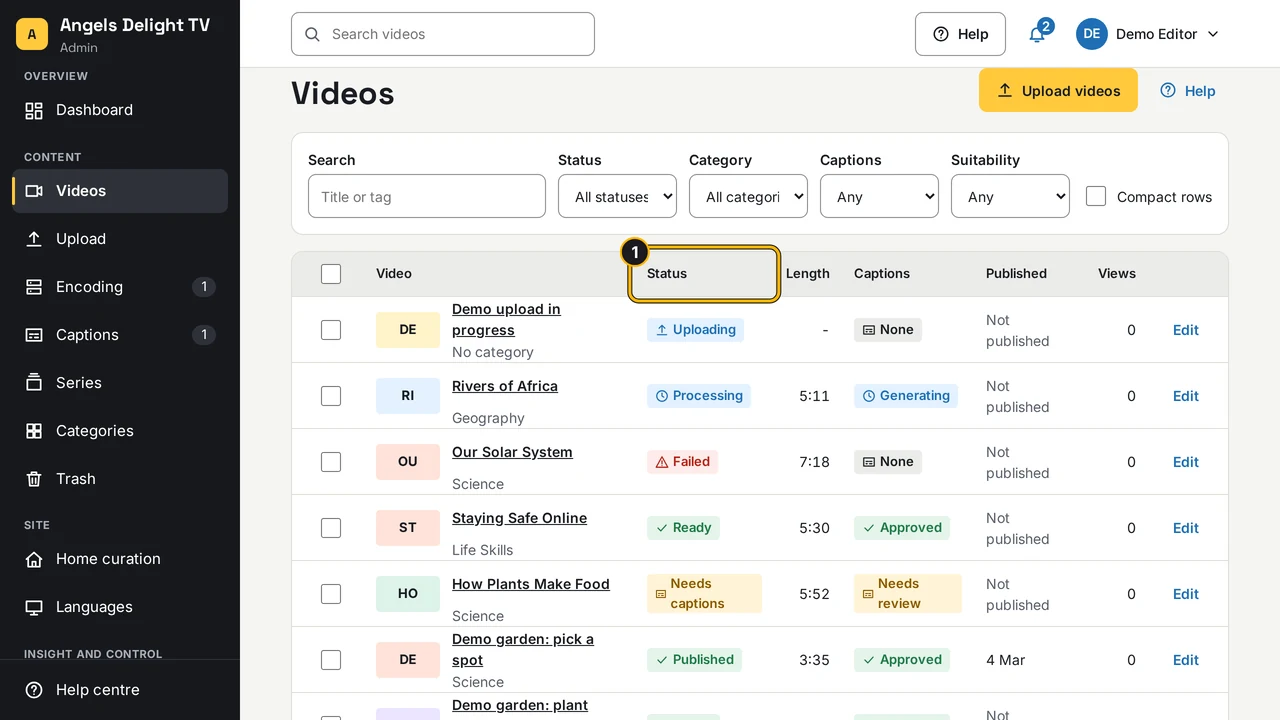 A
Angels Delight TV
Admin
OVERVIEW
Dashboard
CONTENT
Videos
Upload
Encoding 1
Captions 1
Series
Categories
Trash
SITE
Home curation
Languages
INSIGHT AND CONTROL
Help centre
Search videos
Help
2
DE Demo Editor
Videos
Upload videos
Help
Search
Status
Category
Captions
Suitability
Title or tag
All statuses
All categori
Any
Any
Compact rows
1
Video Status Length Captions Published Views
DE
Demo upload in
progress
No category
Uploading
-
None
Not
published
0
Edit
RI
Rivers of Africa
Geography
Processing
5:11
Generating
Not
published
0
Edit
OU
Our Solar System
Science
Failed
7:18
None
Not
published
0
Edit
ST
Staying Safe Online
Life Skills
Ready
5:30
Approved
Not
published
0
Edit
HO
How Plants Make Food
Science
Needs
captions
5:52
Needs
review
Not
published
0
Edit
DE
Demo garden: pick a
spot
Science
Published
3:35
Approved
4 Mar
0
Edit
Demo garden: plant
Not